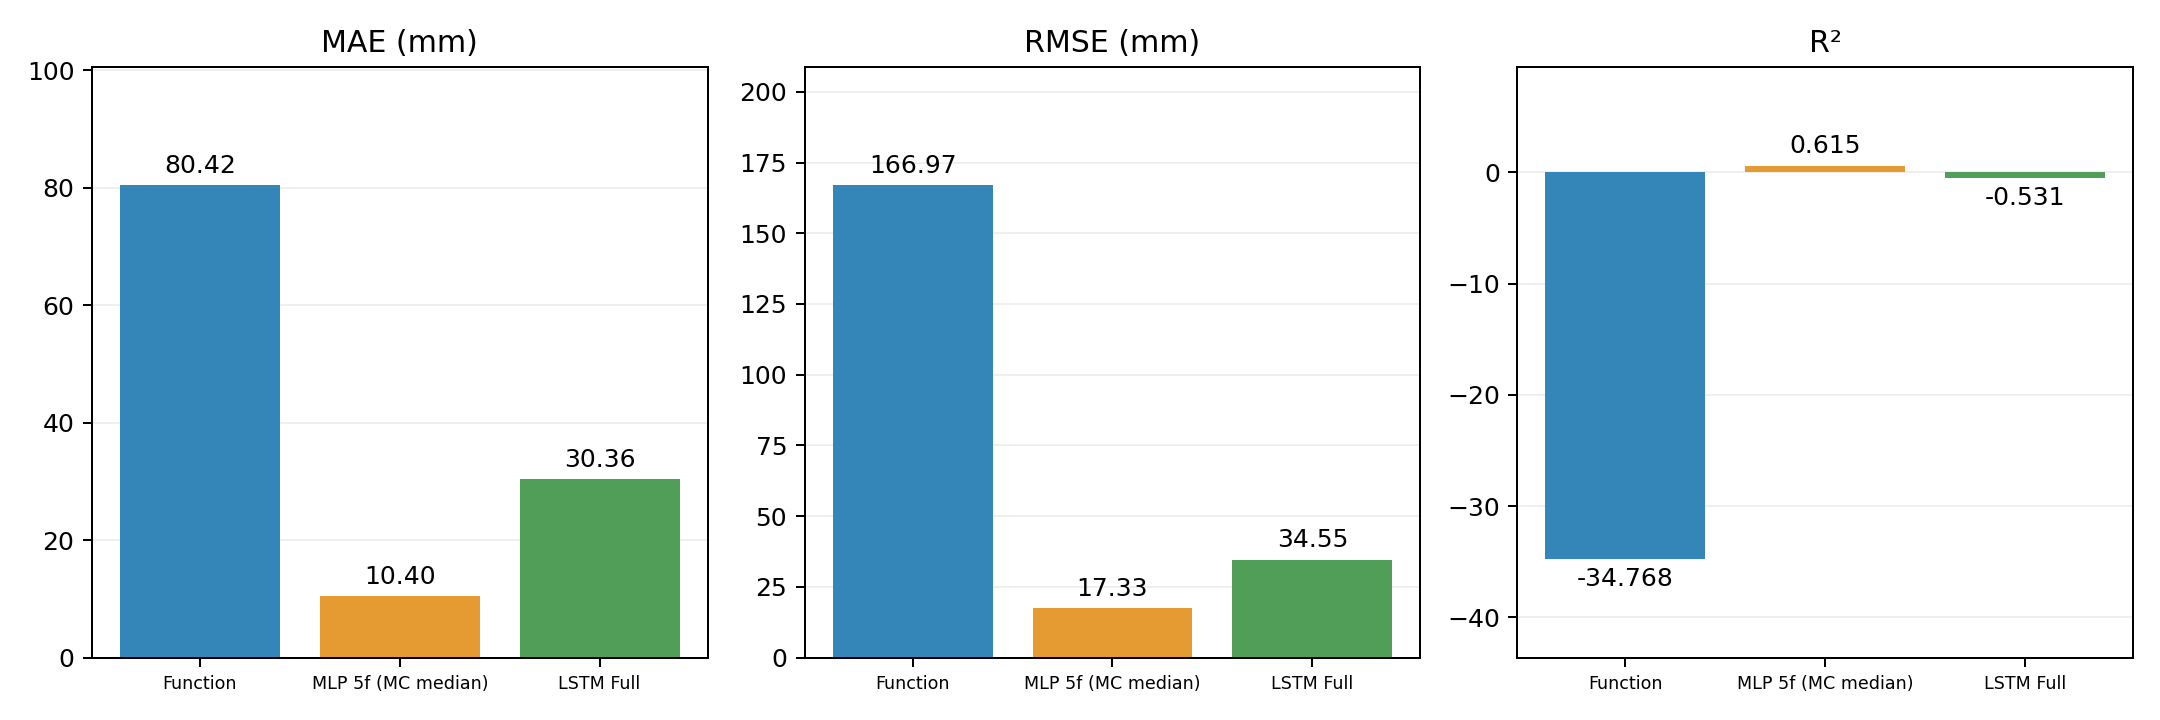 MAE (mm)
100
80
60
40
20
0
80.42
10.40
30.36
Function
MLP 5f (MC median)
LSTM Full
RMSE (mm)
200
175
150
125
100
75
50
25
0
166.97
17.33
34.55
Function
MLP 5f (MC median)
LSTM Full
R²
0
−10
−20
−30
−40
-34.768
0.615
-0.531
Function
MLP 5f (MC median)
LSTM Full